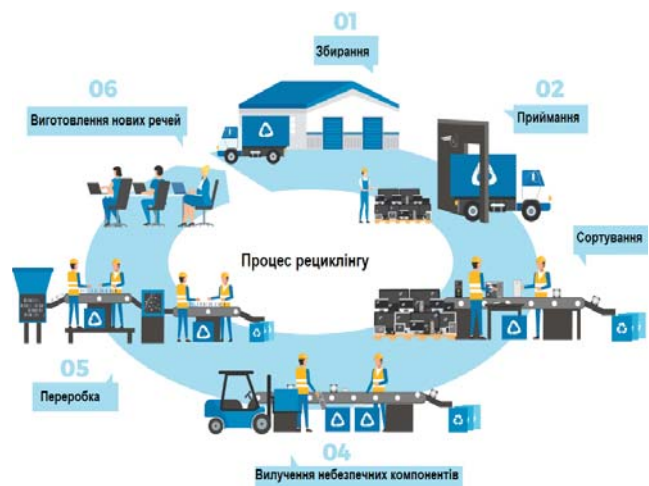 01
Збирання
02
Приймання
Сортування
04
Вилучення небезпечних компонентів
05
Переробка
06
Виготовлення нових речей
Процес рециклінгу